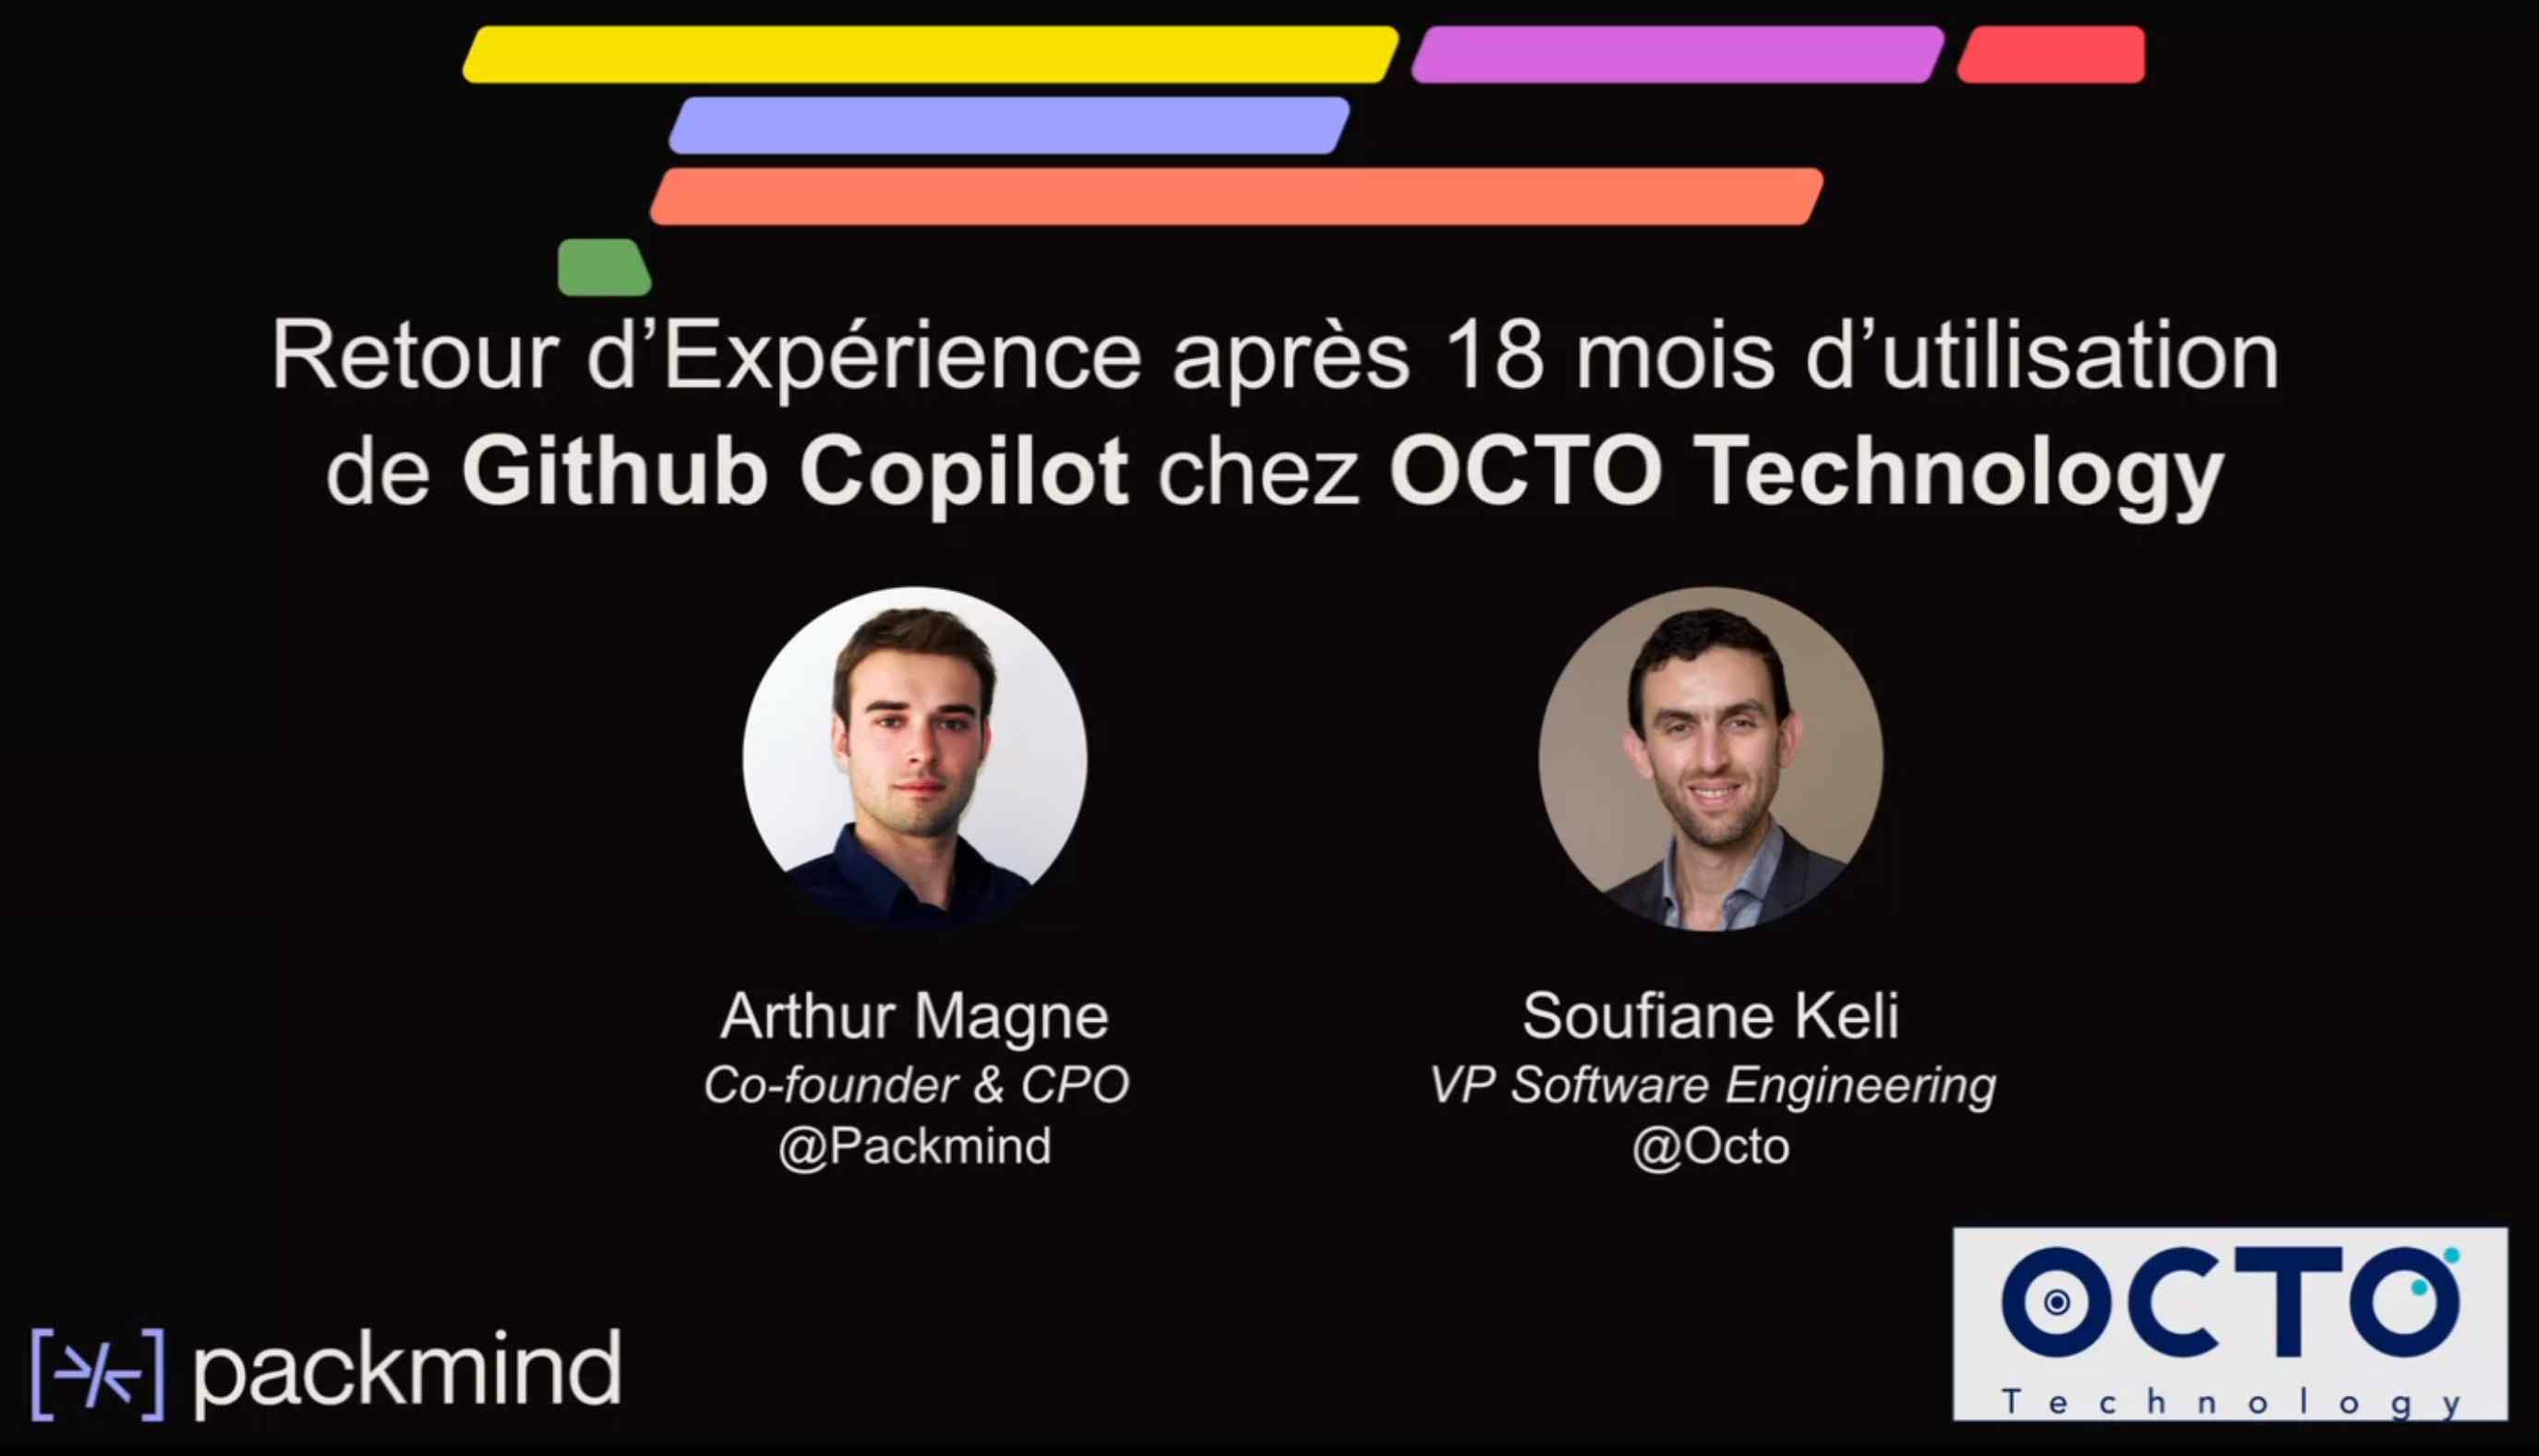 Retour d’Expérience après 18 mois d’utilisation
de Github Copilot chez OCTO Technology
Arthur Magne
Co-founder & CPO
@Packmind
Soufiane Keli
VP Software Engineering
@Octo
packmind
OCTO
Technology